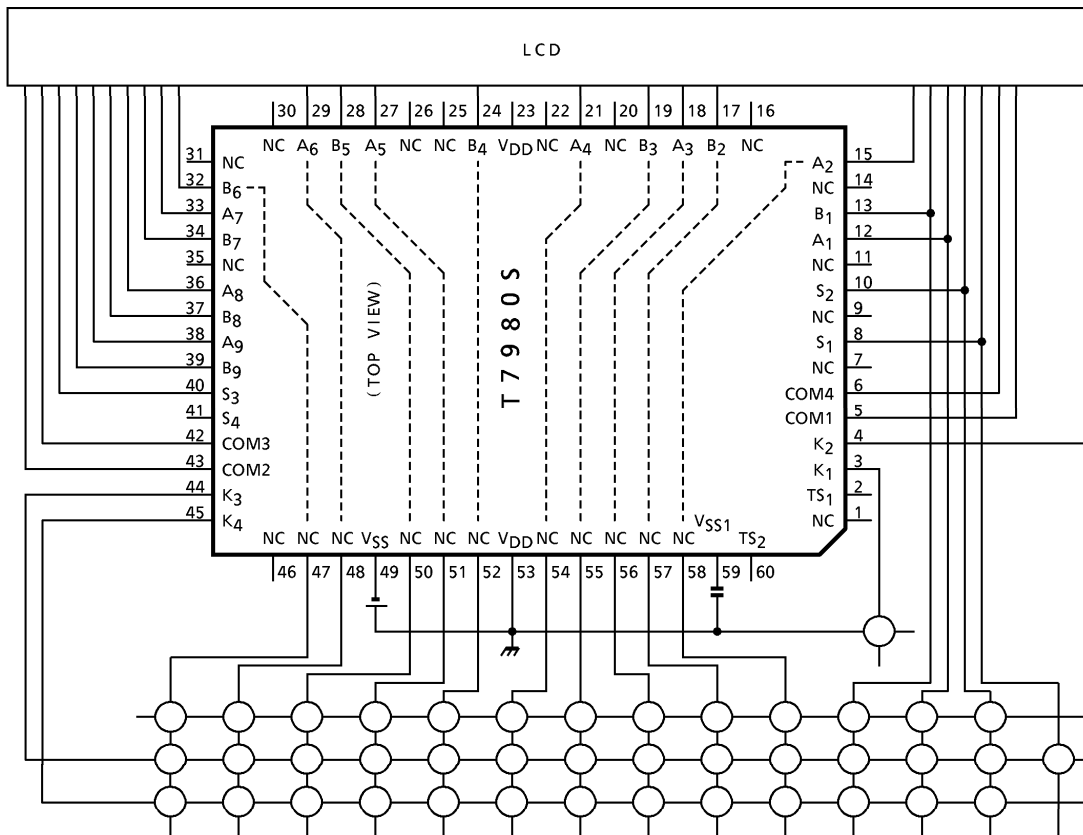 LCD
30 29 28 27 26 25 24 23 22 21 20 19 18 17 16
NC A6 B5 A5 NC NC B4 VDD NC A4 NC B3 A3 B2 NC
31 NC
32 B6
33 A7
34 B7
35 NC
36 A8
37 B8
38 A9
39 B9
40 S3
41 S4
42 COM3
43 COM2
44 K3
45 K4
(TOP VIEW)
T7980S
A2 15
NC 14
B1 13
A1 12
NC 11
S2 10
NC 9
S1 8
NC 7
COM4 6
COM1 5
K2 4
K1 3
TS1 2
NC 1
NC NC NC VSS NC NC NC VDD NC NC NC NC NC VSS1 TS2
46 47 48 49 50 51 52 53 54 55 56 57 58 59 60